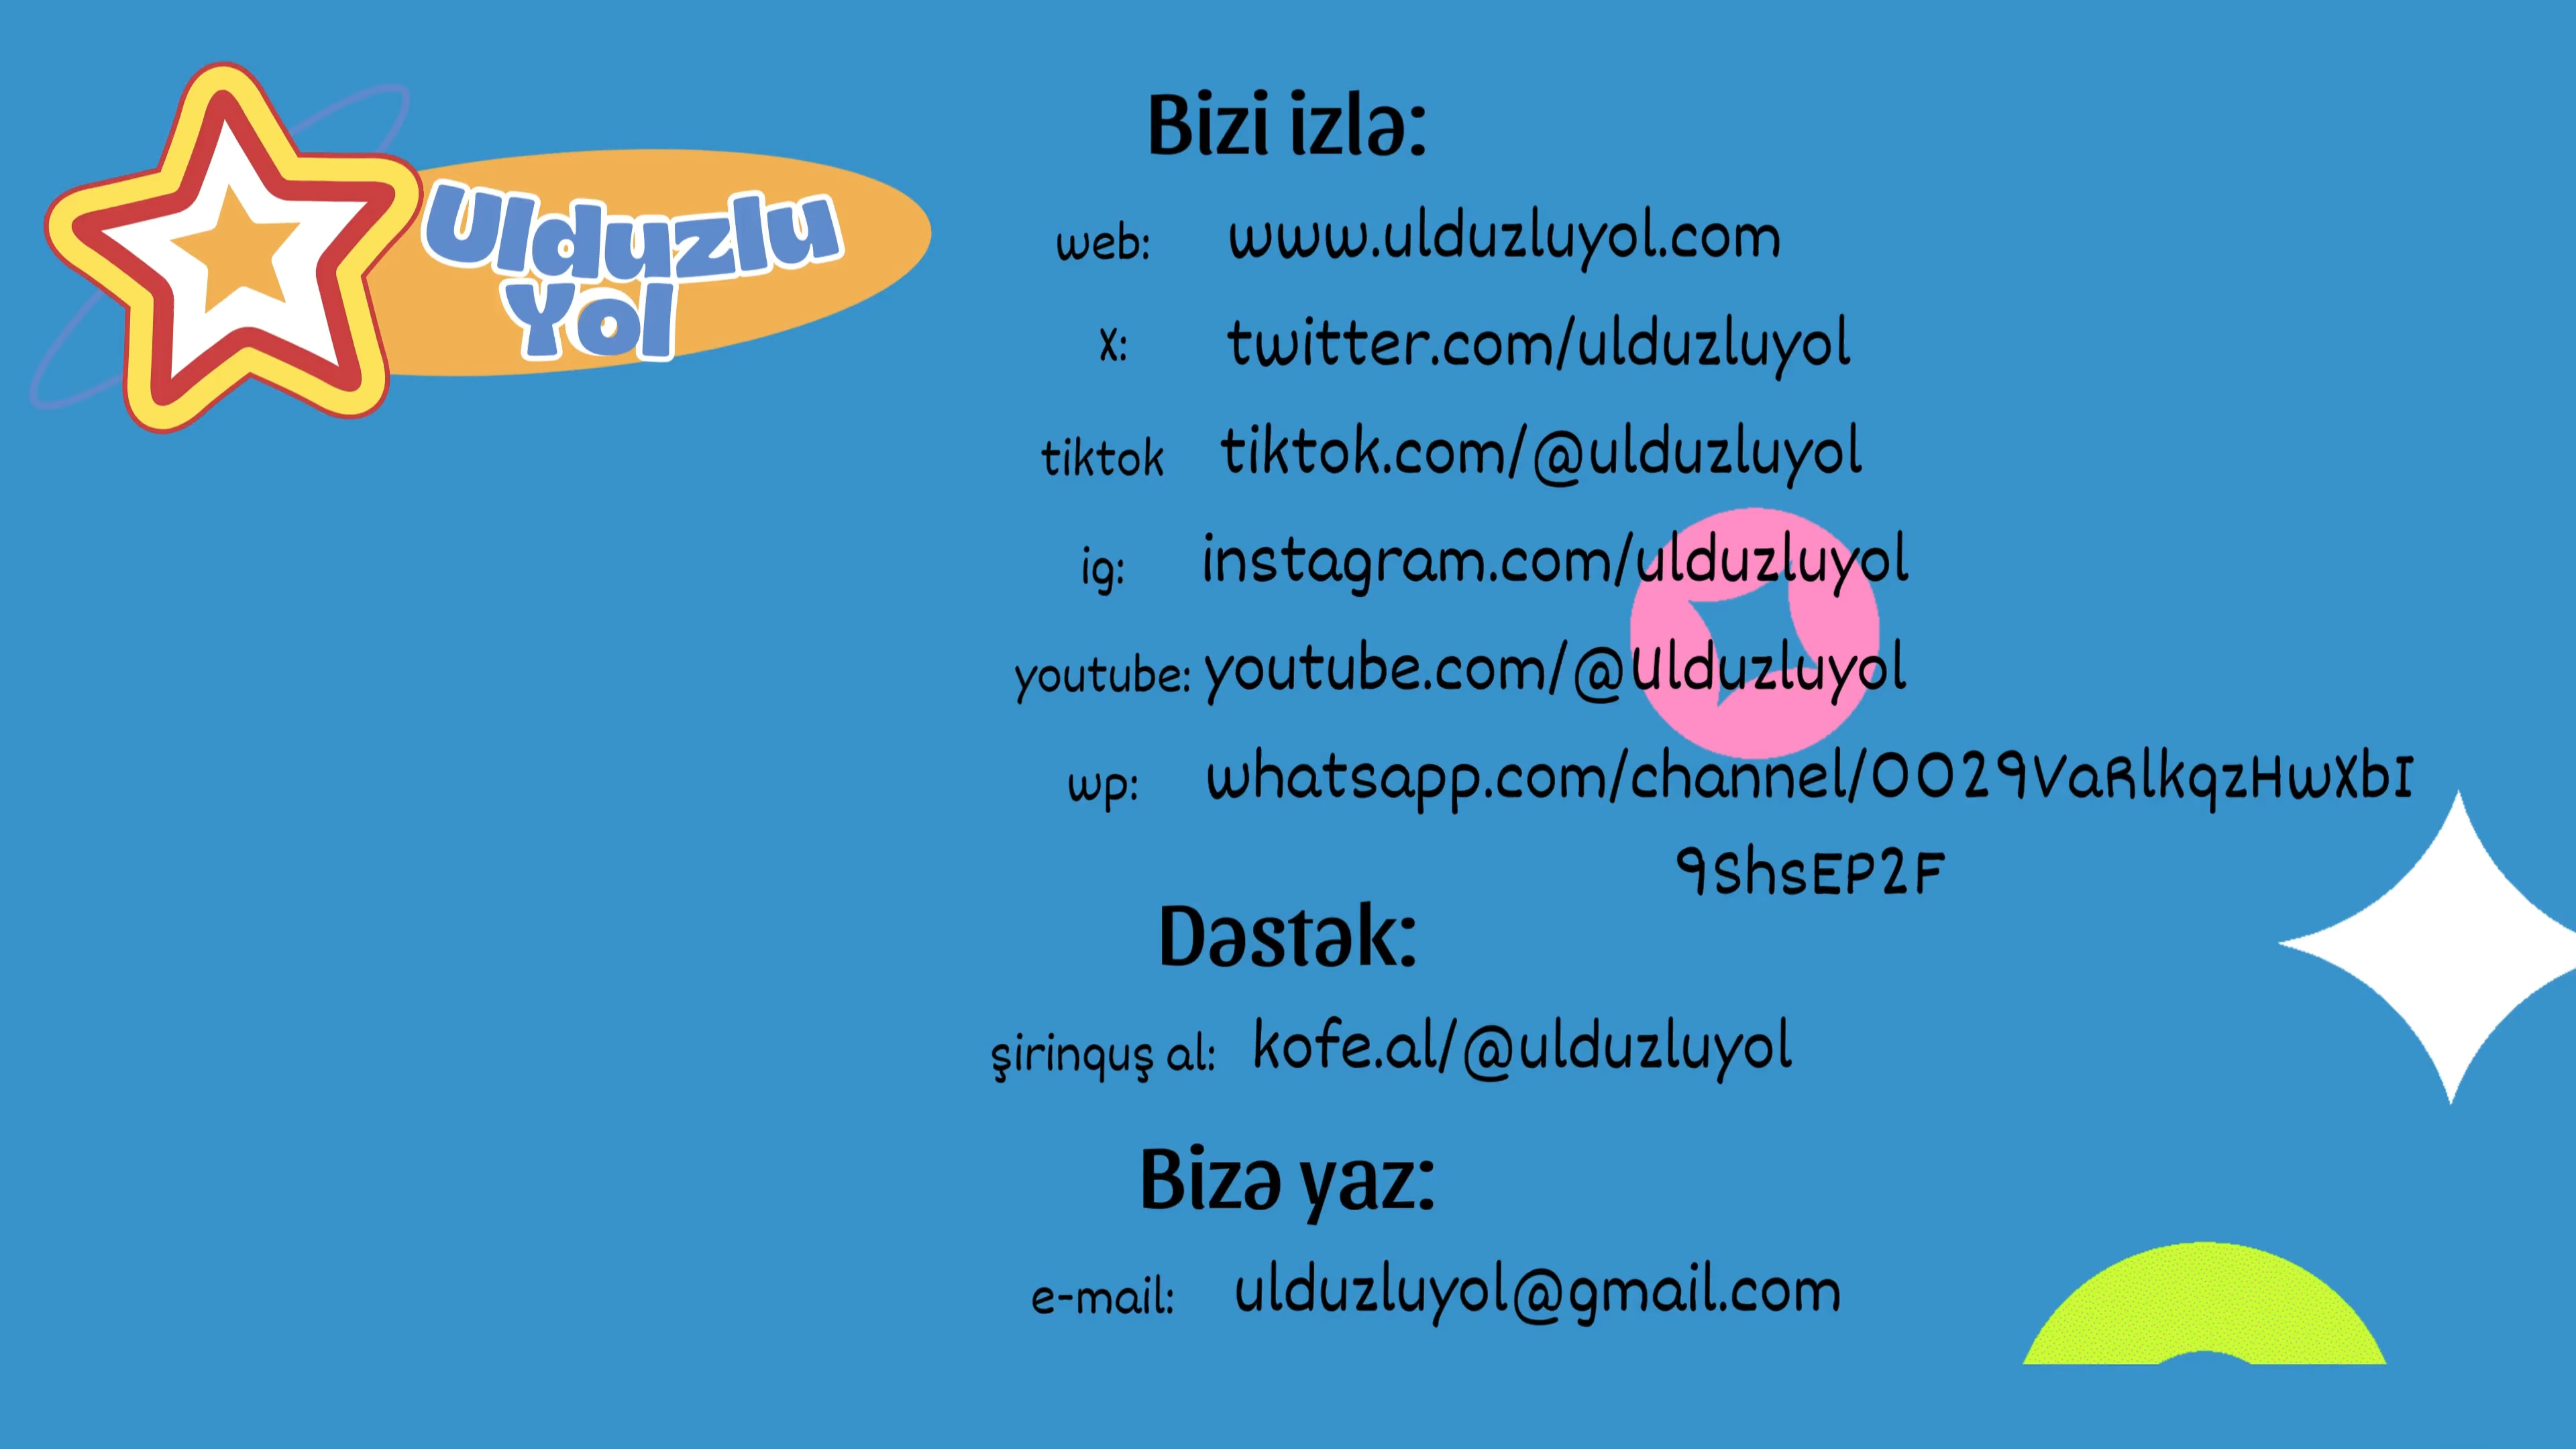 Ulduzlu
Yol
Bizi izlə:
web: www.ulduzluyol.com
X: twitter.com/ulduzluyol
tiktok tiktok.com/@ulduzluyol
ig: instagram.com/ulduzluyol
youtube: youtube.com/@Ulduzluyol
wp: whatsapp.com/channel/0029VaRlkqzHwXbI
9ShsEP2F
Dəstək:
şirinquş al: kofe.al/@ulduzluyol
Bizə yaz:
e-mail: ulduzluyol@gmail.com